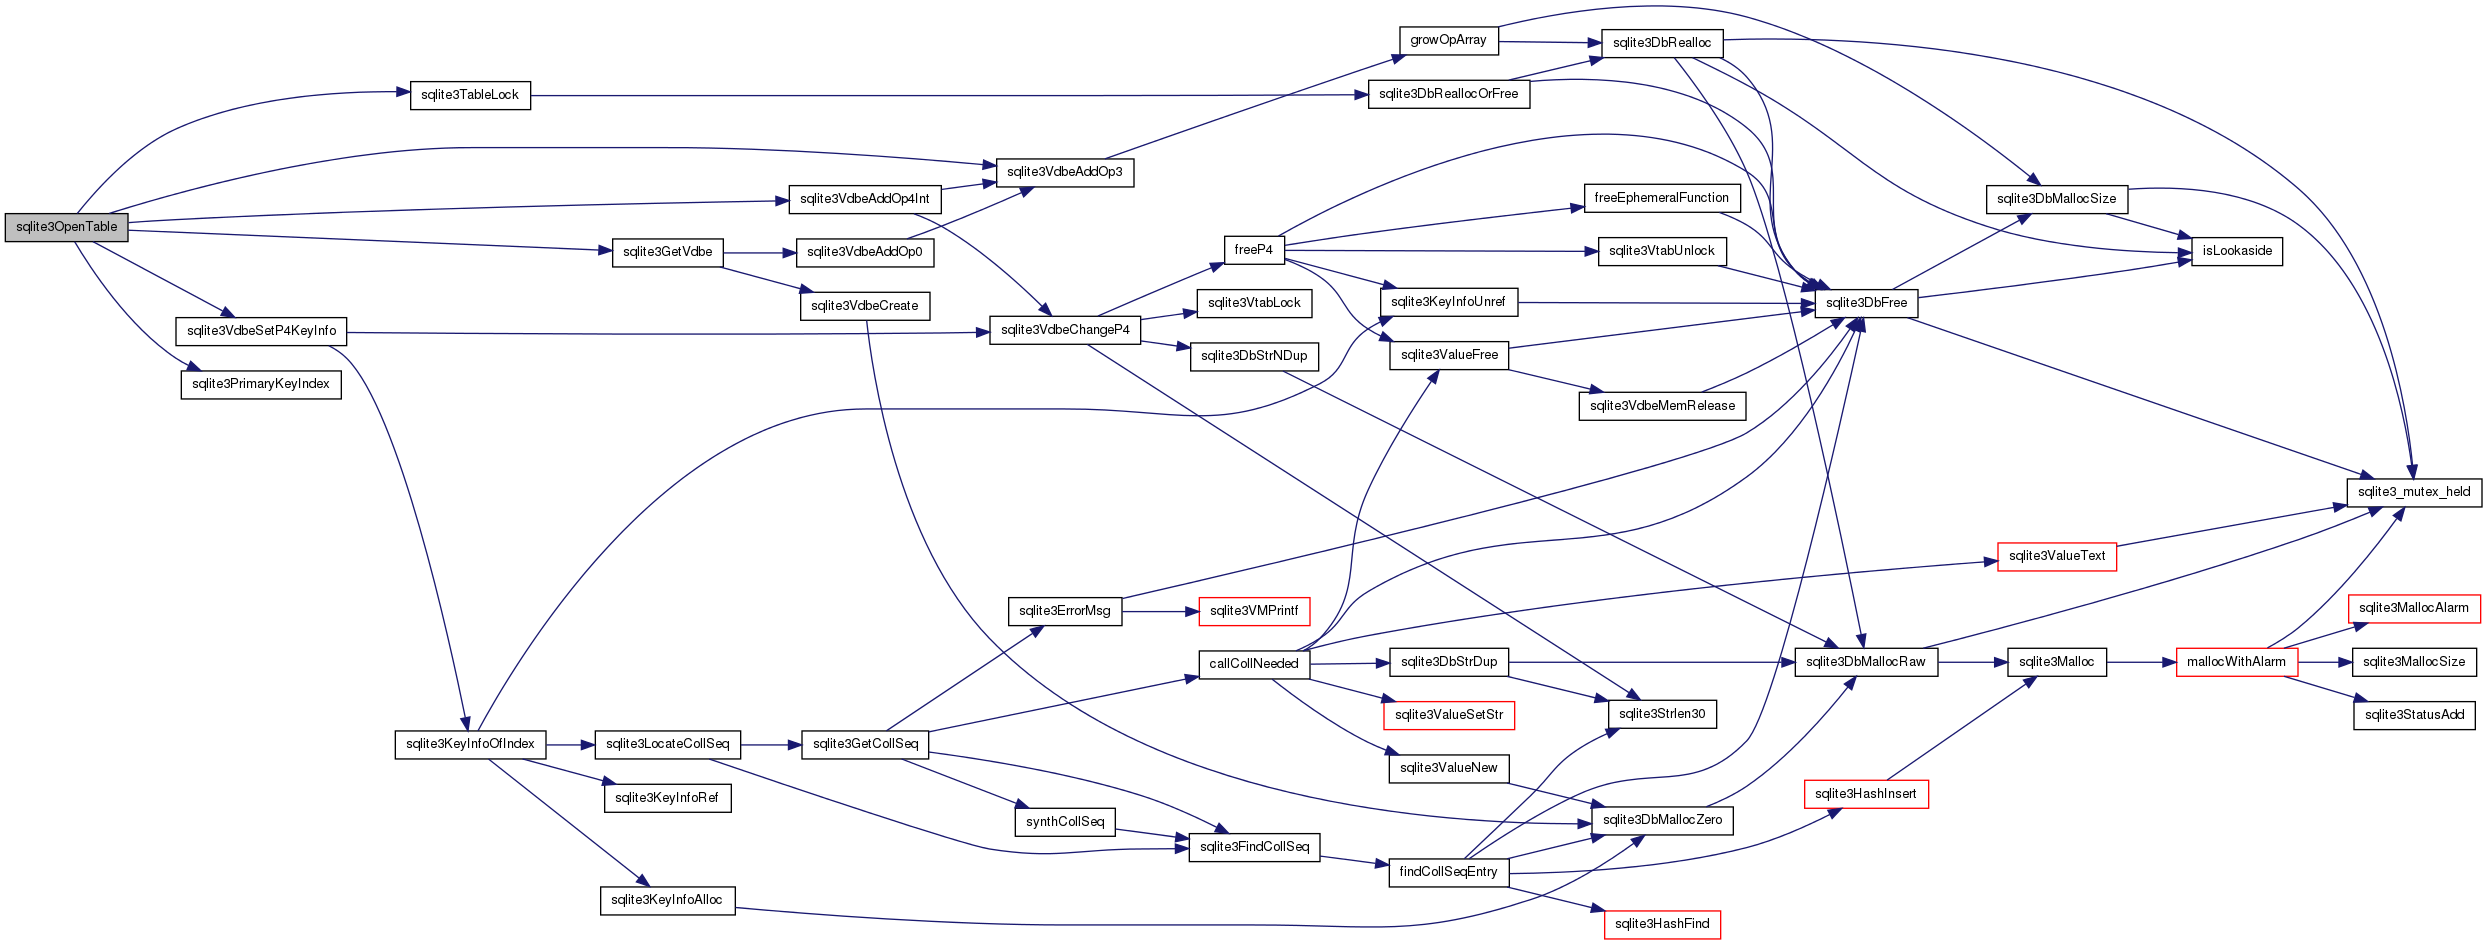 growOpArray
sqlite3DbRealloc
sqlite3TableLock
sqlite3DbReallocOrFree
sqlite3VdbeAddOp3
sqlite3VdbeAddOp4Int
freeEphemeralFunction
sqlite3DbMallocSize
sqlite3OpenTable
sqlite3GetVdbe
sqlite3VdbeAddOp0
freeP4
sqlite3VtabUnlock
isLookaside
sqlite3VdbeCreate
sqlite3VtabLock
sqlite3KeyInfoUnref
sqlite3DbFree
sqlite3VdbeSetP4KeyInfo
sqlite3VdbeChangeP4
sqlite3DbStrNDup
sqlite3ValueFree
sqlite3PrimaryKeyIndex
sqlite3VdbeMemRelease
sqlite3_mutex_held
sqlite3ValueText
sqlite3ErrorMsg
sqlite3VMPrintf
sqlite3MallocAlarm
callCollNeeded
sqlite3DbStrDup
sqlite3DbMallocRaw
sqlite3Malloc
mallocWithAlarm
sqlite3MallocSize
sqlite3ValueSetStr
sqlite3Strlen30
sqlite3StatusAdd
sqlite3KeyInfoOfIndex
sqlite3LocateCollSeq
sqlite3GetCollSeq
sqlite3ValueNew
sqlite3KeyInfoRef
sqlite3HashInsert
synthCollSeq
sqlite3DbMallocZero
sqlite3FindCollSeq
findCollSeqEntry
sqlite3KeyInfoAlloc
sqlite3HashFind